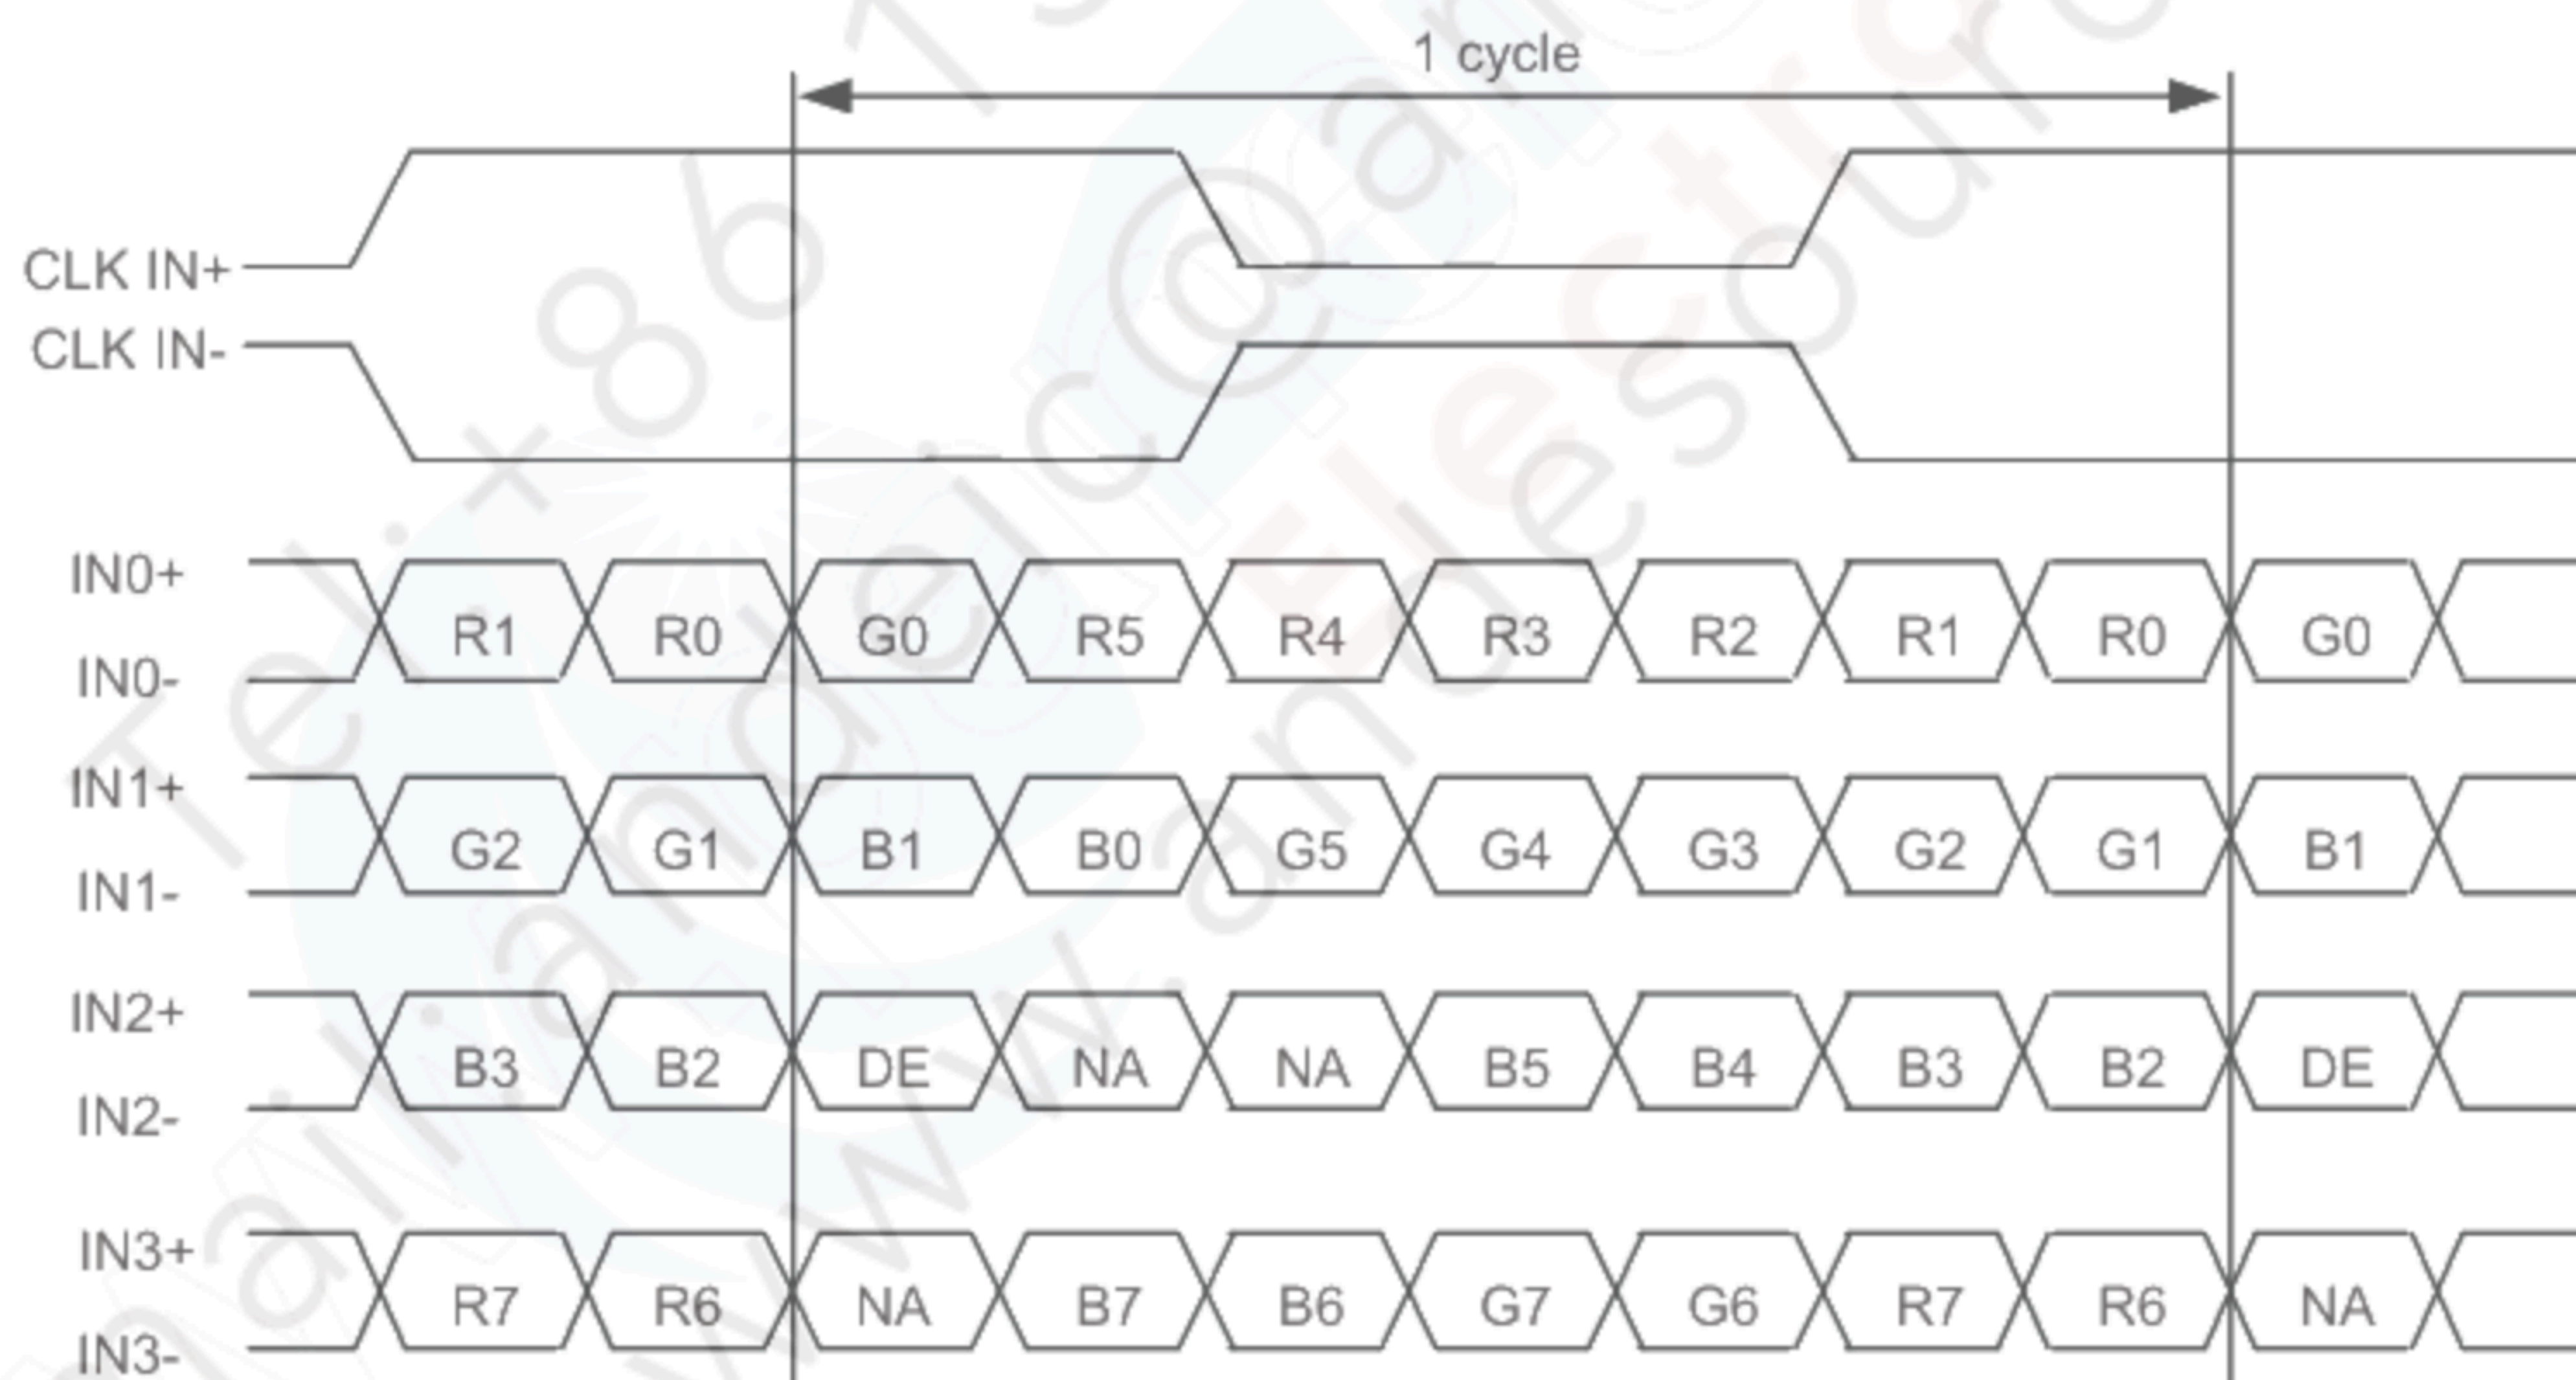 1 cycle
CLK IN+
CLK IN-
IN0+
R1 R0 G0 R5 R4 R3 R2 R1 R0 G0
IN0-
IN1+
G2 G1 B1 B0 G5 G4 G3 G2 G1 B1
IN1-
IN2+
B3 B2 DE NA NA B5 B4 B3 B2 DE
IN2-
IN3+
R7 R6 NA B7 B6 G7 G6 R7 R6 NA
IN3-